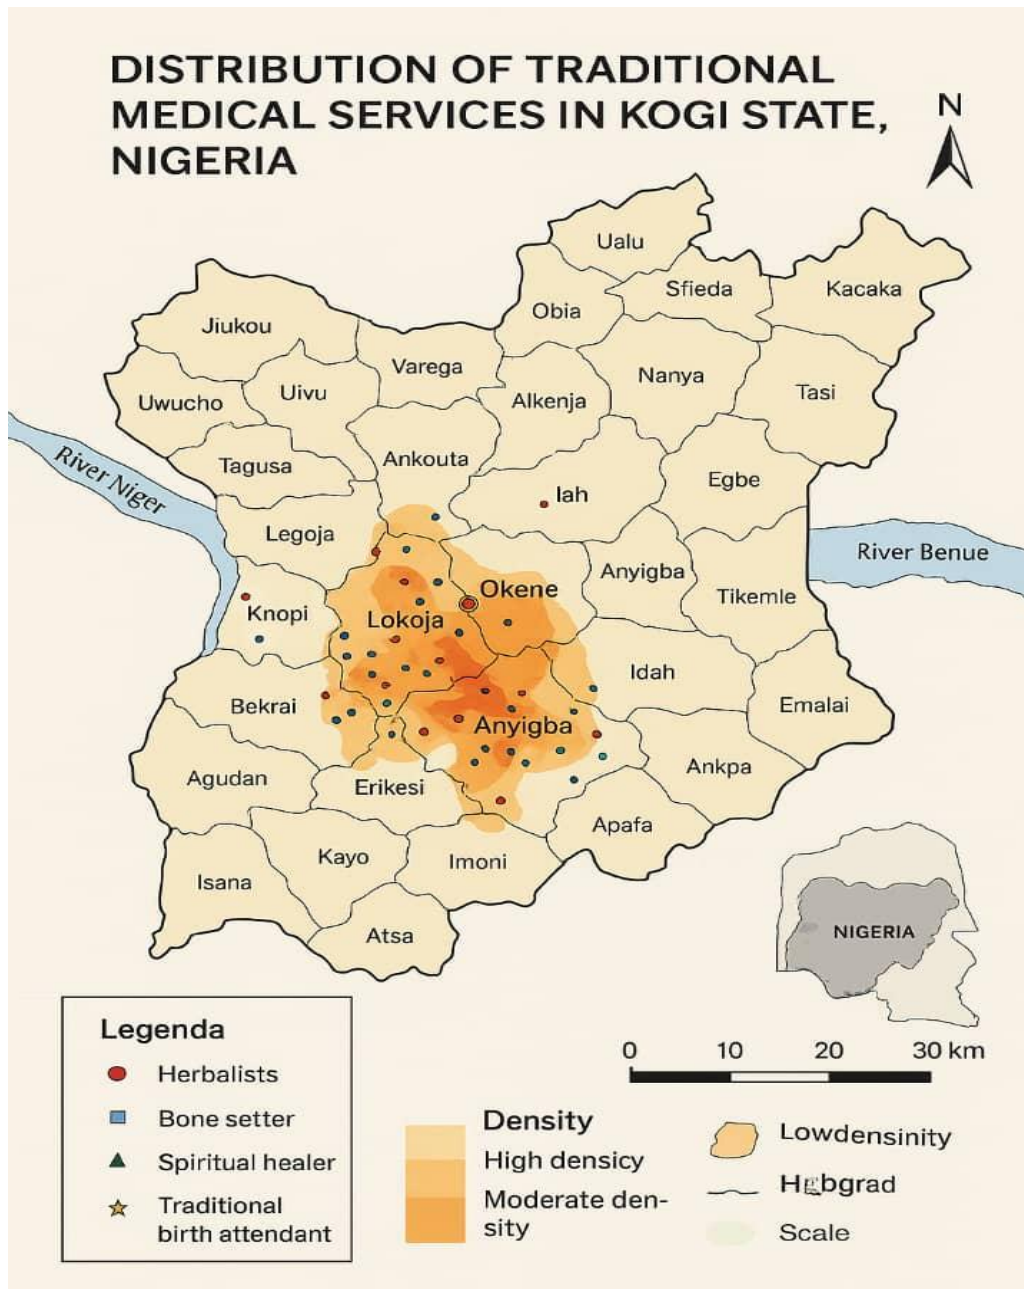 DISTRIBUTION OF TRADITIONAL
MEDICAL SERVICES IN KOGI STATE,
NIGERIA
N
Ualu
Sfieda
Kacaka
Obia
Jiukou
Varega
Nanya
Tasi
Uwucho
Uivu
Alkenja
Tagusa
Ankouta
Egbe
Iah
River Niger
Legoja
River Benue
Anyigba
Okene
Tikemle
Knopi
Lokoja
Idah
Bekrai
Emalai
Anyigba
Ankpa
Agudan
Erikesi
Apafa
Kayo
Imoni
Isana
Atsa
NIGERIA
Legenda
Herbalists
Bone setter
Spiritual healer
Traditional
birth attendant
0 10 20 30 km
Density
High densicy
Moderate den-
sity
Lowdensinity
Scale